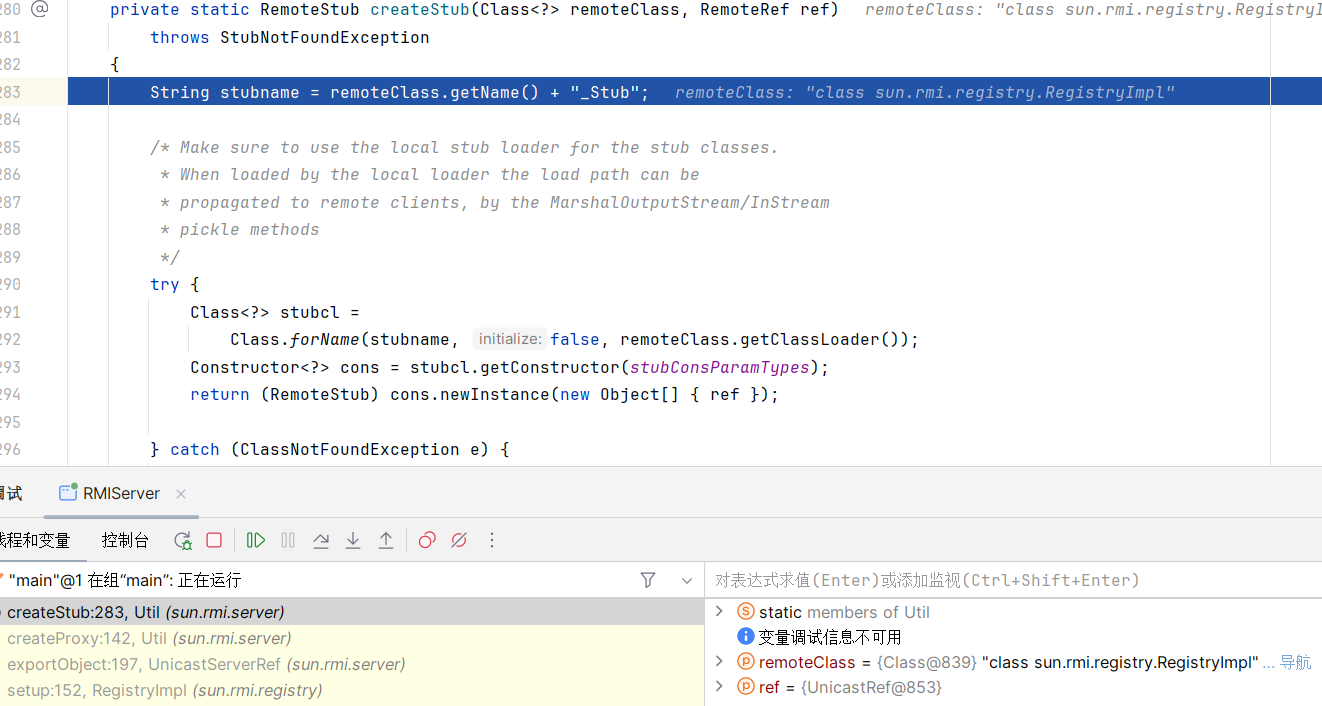 280 @ private static RemoteStub createStub(Class<?> remoteClass, RemoteRef ref) remoteClass: "class sun.rmi.registry.RegistryI
281 throws StubNotFoundException
282 {
283 String stubname = remoteClass.getName() + "_Stub"; remoteClass: "class sun.rmi.registry.RegistryImpl"
284
285 /* Make sure to use the local stub loader for the stub classes.
286 * When loaded by the local loader the load path can be
287 * propagated to remote clients, by the MarshalOutputStream/InStream
288 * pickle methods
289 */
290 try {
291 Class<?> stubcl =
292 Class.forName(stubname, initialize: false, remoteClass.getClassLoader());
293 Constructor<?> cons = stubcl.getConstructor(stubConsParamTypes);
294 return (RemoteStub) cons.newInstance(new Object[] { ref });
295
296 } catch (ClassNotFoundException e) {
调试 RMIServer ×
线程和变量 控制台
"main"@1 在组“main”: 正在运行
createStub:283, Util (sun.rmi.server)
createProxy:142, Util (sun.rmi.server)
exportObject:197, UnicastServerRef (sun.rmi.server)
setup:152, RegistryImpl (sun.rmi.registry)
对表达式求值(Enter)或添加监视(Ctrl+Shift+Enter)
static members of Util
变量调试信息不可用
remoteClass = {Class@839} "class sun.rmi.registry.RegistryImpl" ... 导航
ref = {UnicastRef@853}